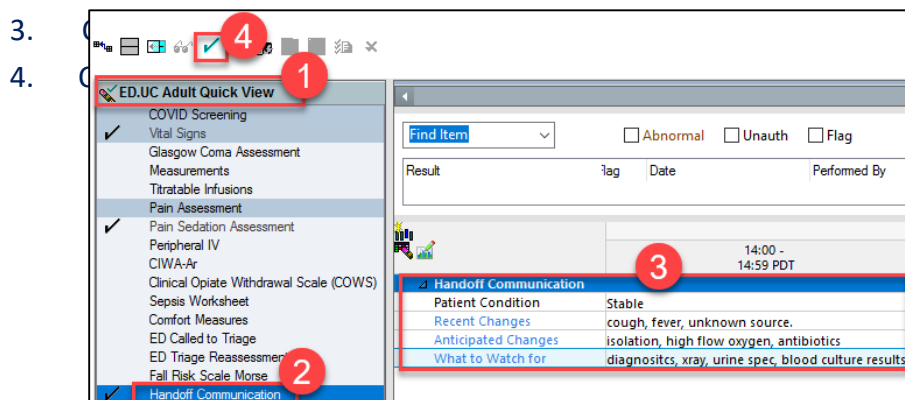 3.
4.
4
1
ED.UC Adult Quick View
COVID Screening
Vital Signs
Glasgow Coma Assessment
Measurements
Titratable Infusions
Pain Assessment
Pain Sedation Assessment
Peripheral IV
CIWA-Ar
Clinical Opiate Withdrawal Scale (COWS)
Sepsis Worksheet
Comfort Measures
ED Called to Triage
ED Triage Reassessment
Fall Risk Scale Morse
2
Handoff Communication
Find Item Abnormal Unauth Flag
Result Flag Date Performed By
14:00 -
14:59 PDT
3
Handoff Communication
Patient Condition Stable
Recent Changes cough, fever, unknown source.
Anticipated Changes isolation, high flow oxygen, antibiotics
What to Watch for diagnositcs, xray, urine spec, blood culture results